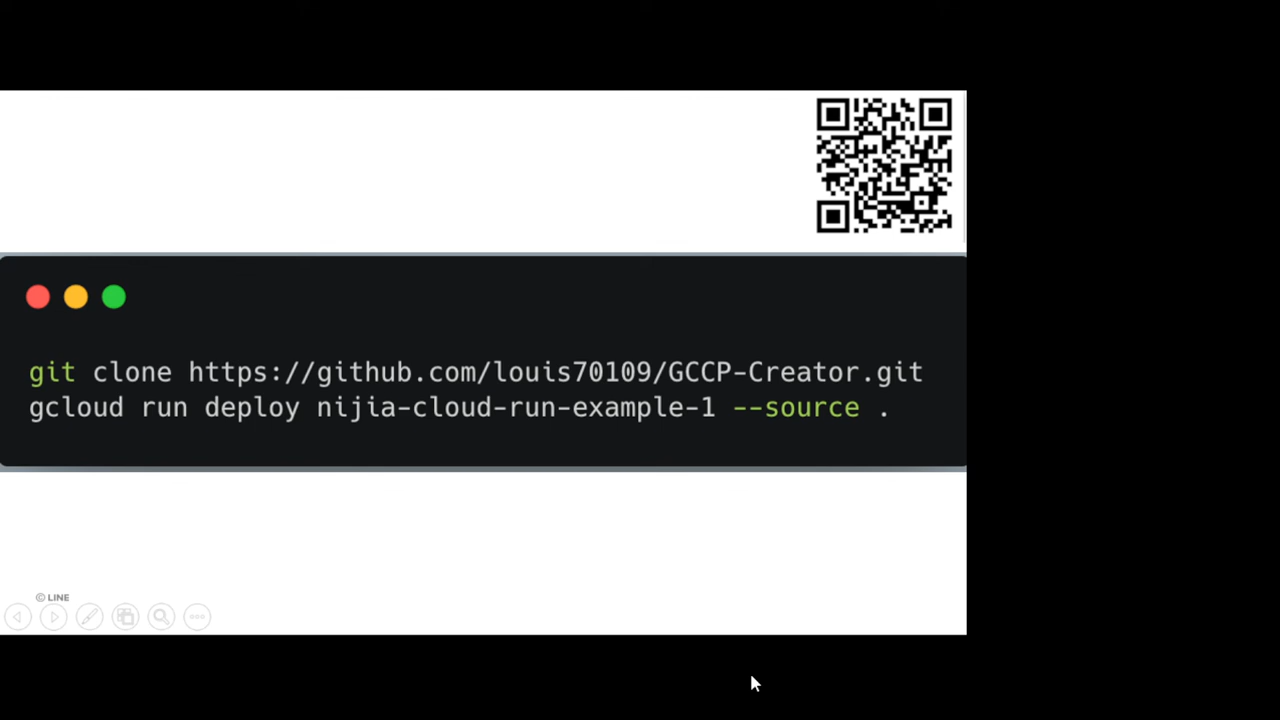 git clone https://github.com/louis70109/GCCP-Creator.git
gcloud run deploy nijia-cloud-run-example-1 --source .
© LINE